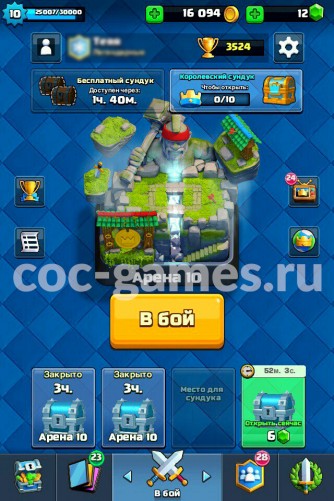 10 25007/30000 16 094 12
3524
Бесплатный сундук
Доступен через:
1ч. 40м.
Королевский сундук
Чтобы открыть:
0/10
24
coc-games.ru
Арена 10
В бой
Закрыто
3ч.
Арена 10
Закрыто
3ч.
Арена 10
Место для
сундука
52м. 3с.
Открыть сейчас
6
23
28
В бой